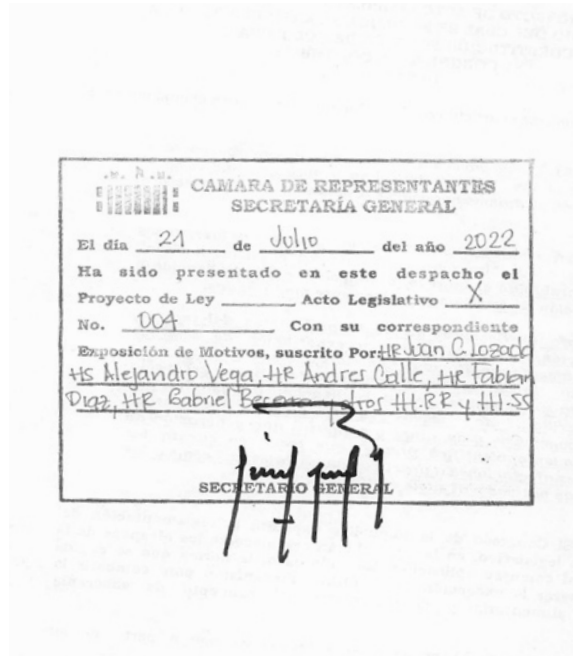 CAMARA DE REPRESENTANTES
SECRETARÍA GENERAL
El día 21 de Julio del año 2022
Ha sido presentado en este despacho el
Proyecto de Ley ______ Acto Legislativo X
No. 004 Con su correspondiente
Exposición de Motivos, suscrito Por: HR Juan C. Lozada
HS Alejandro Vega, HR Andres Calle, HR Fabian
Diaz, HR Gabriel Becerra y otros HH.RR y HH.SS
SECRETARIO GENERAL